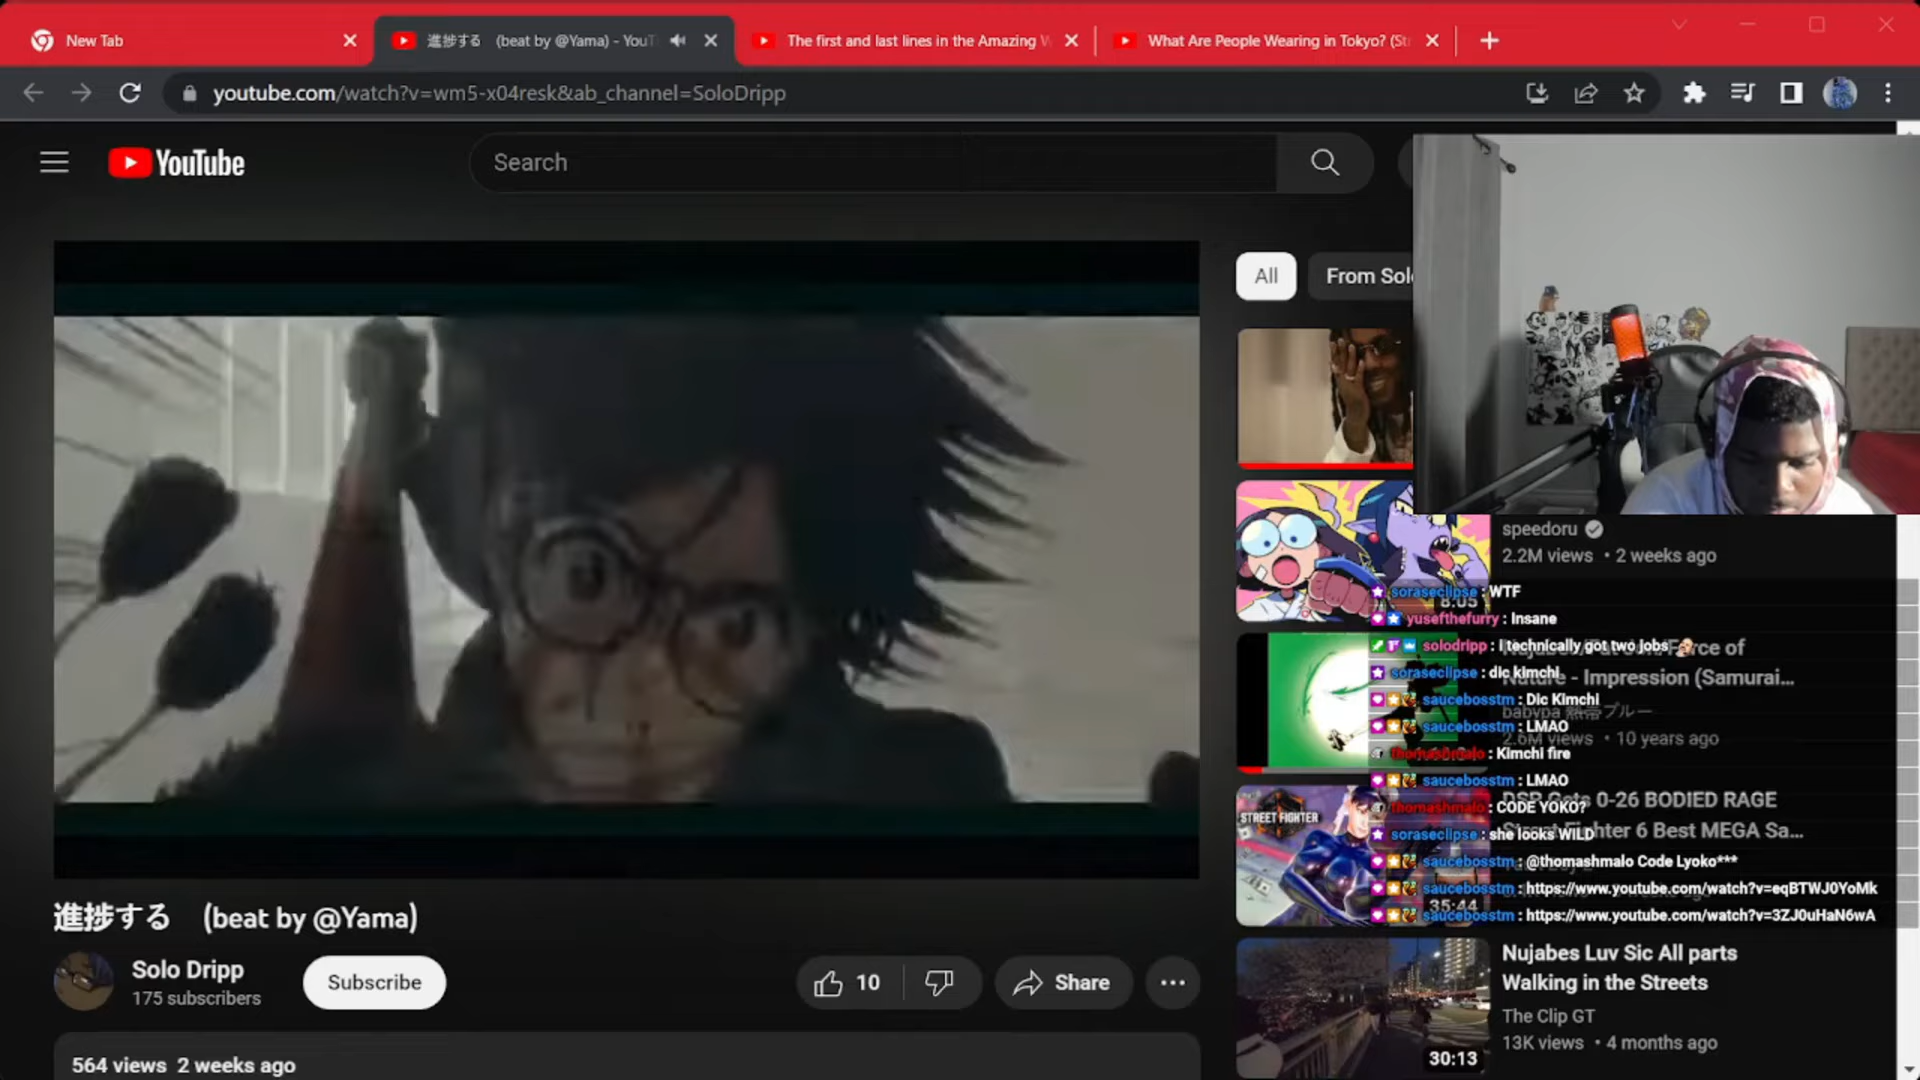 New Tab
進捗する (beat by @Yama) - YouT
The first and last lines in the Amazing W
What Are People Wearing in Tokyo? (St
youtube.com/watch?v=wm5-x04resk&ab_channel=SoloDripp
YouTube
Search
All
From Sol
speedoru
2.2M views • 2 weeks ago
8:05
soraseclipse : WTF
yusefthefurry : Insane
solodripp : I technically got two jobs
rce of
soraseclipse : dic kimchi
Nature - Impression (Samurai...
saucebosstm : Dic Kimchi
babypa 熱帯ブルー
saucebosstm : LMAO
2.6M views • 10 years ago
thomashmalo : Kimchi fire
saucebosstm : LMAO
DSP Gets 0-26 BODIED RAGE
thomashmalo : CODE YOKO?
STREET FIGHTER
Street Fighter 6 Best MEGA Sa...
soraseclipse : she looks WILD
saucebosstm : @thomashmalo Code Lyoko***
saucebosstm : https://www.youtube.com/watch?v=eqBTWJ0YoMk
35:44
saucebosstm : https://www.youtube.com/watch?v=3ZJ0uHaN6wA
進捗する (beat by @Yama)
Solo Dripp
175 subscribers
Subscribe
10
Share
Nujabes Luv Sic All parts
Walking in the Streets
The Clip GT
13K views • 4 months ago
30:13
564 views 2 weeks ago